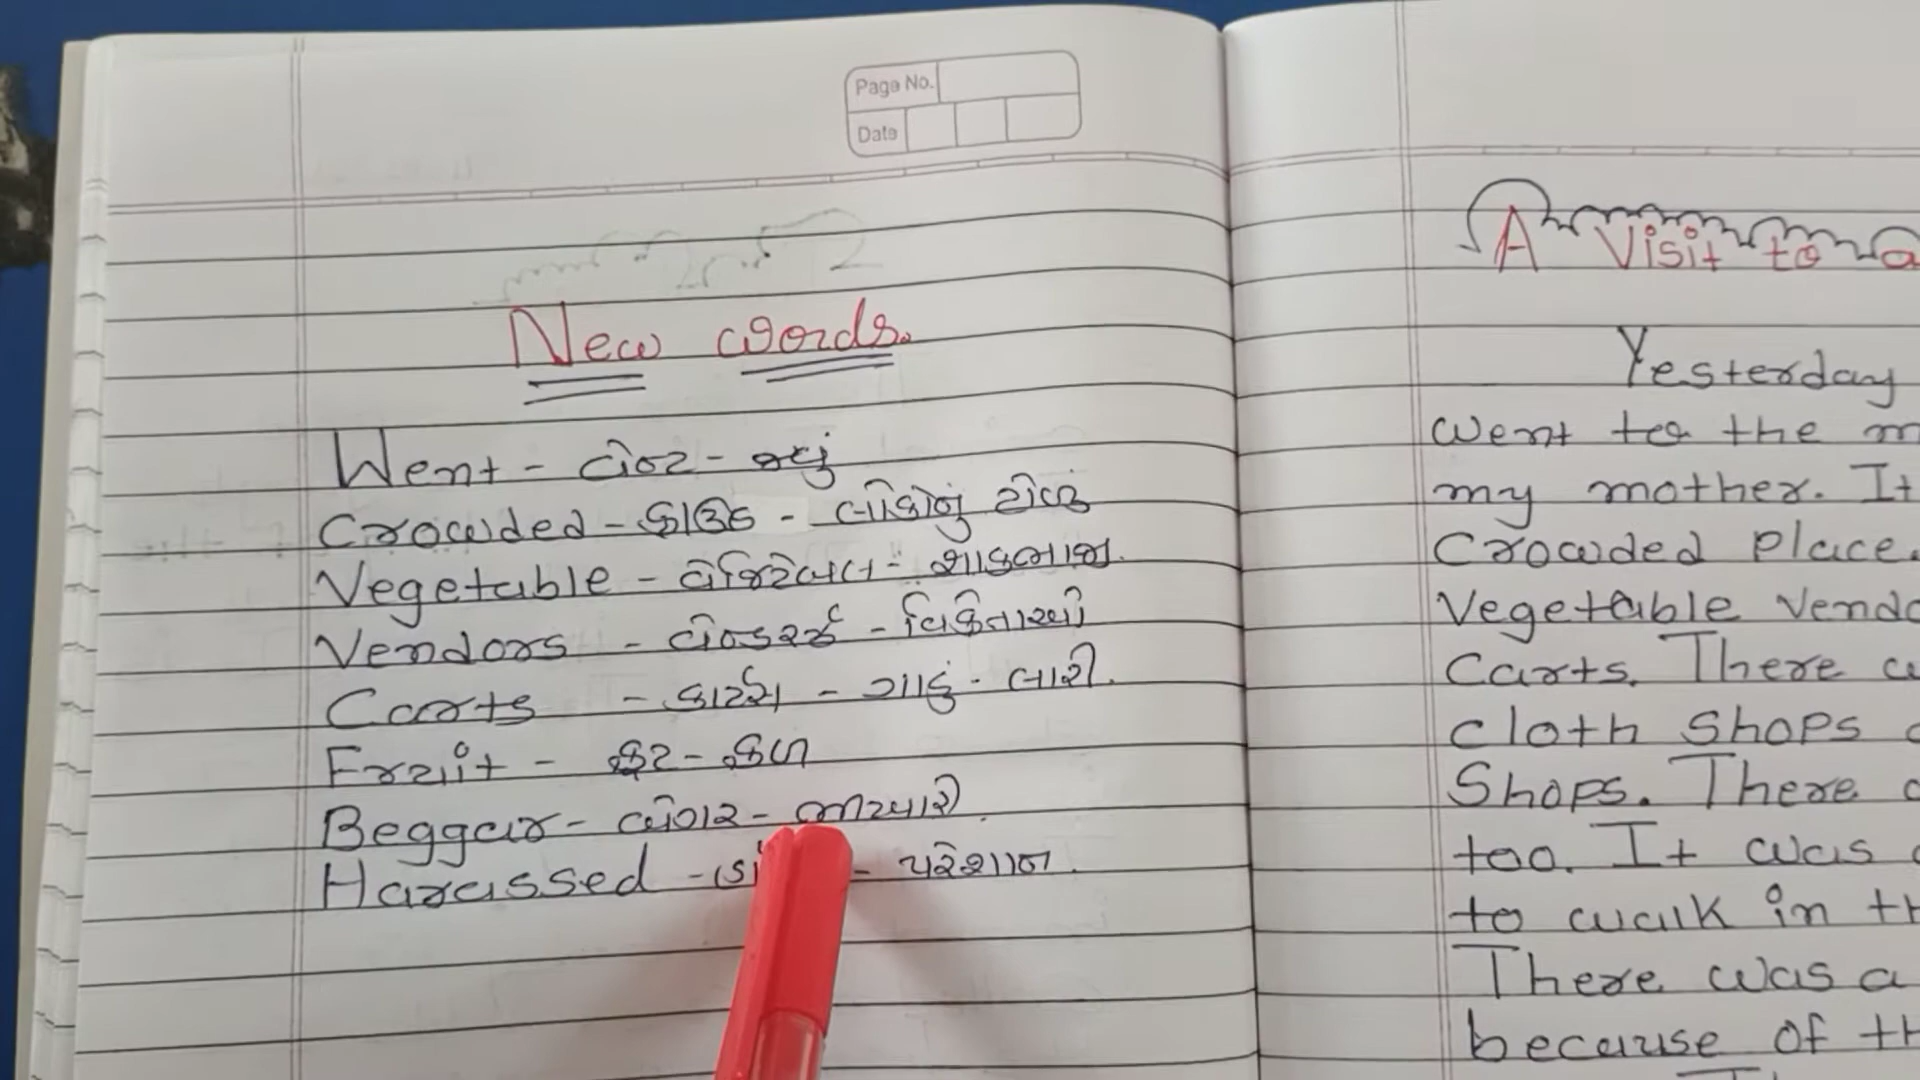 Page No.
Date
New words.
Went - વેન્ટ - ગયું
Crowded - ક્રાઉડ - લોકોનું ટોળું
Vegetable - વેજિટેબલ - શાકભાજી.
Vendors - વેન્ડરર્સ - વિક્રેતાઓ
Carts - કાર્ટસ - ગાડું - લારી.
Fruit - ફ્રુટ - ફળ
Beggar - બેગર - ભિખારી.
Harassed - - પરેશાન.
A Visit to a
Yesterday
went to the m
my mother. It
Crowded Place.
Vegetable Vendo
Carts. There
cloth Shops
Shops. There
too. It was
to walk in th
There was a
because of th